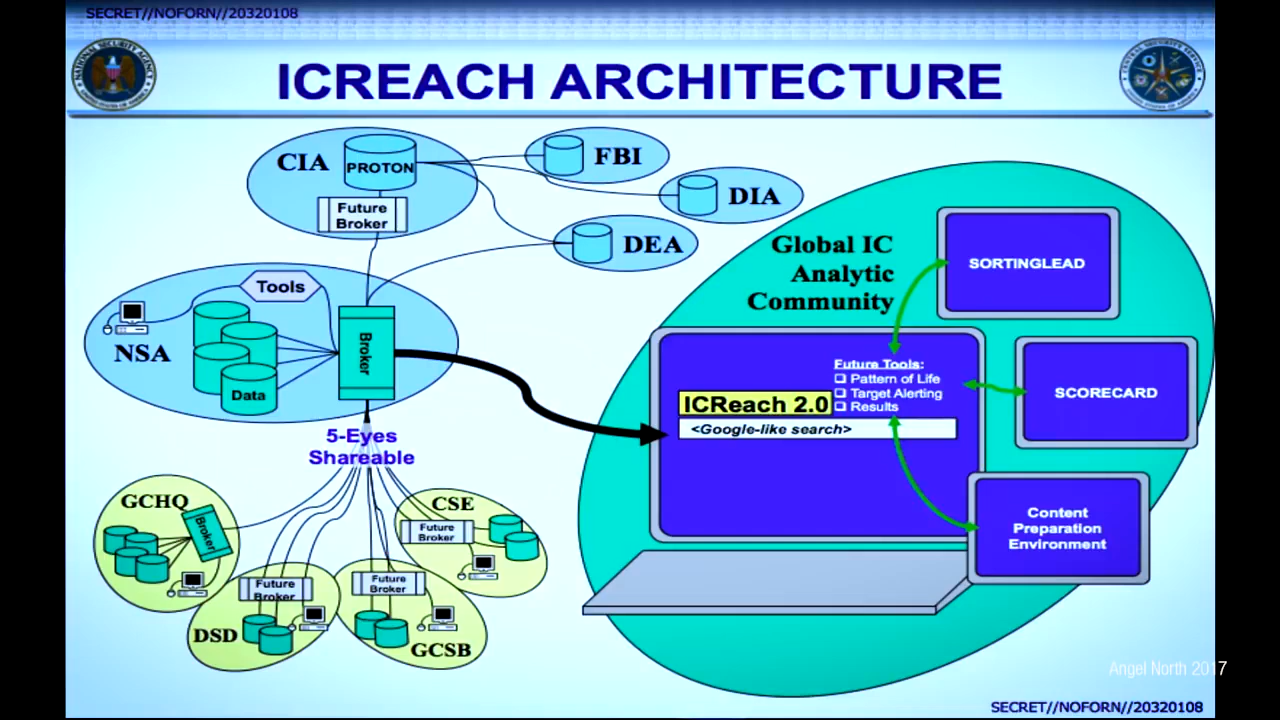 SECRET//NOFORN//20320108
ICREACH ARCHITECTURE
CIA
PROTON
Future
Broker
FBI
DIA
DEA
Tools
NSA
Data
Broker
5-Eyes
Shareable
GCHQ
Broker
DSD
Future
Broker
Future
Broker
GCSB
CSE
Future
Broker
Global IC
Analytic
Community
SORTINGLEAD
SCORECARD
Content
Preparation
Environment
Future Tools:
Pattern of Life
Target Alerting
Results
ICReach 2.0
<Google-like search>
Angel North 2017
SECRET//NOFORN//20320108